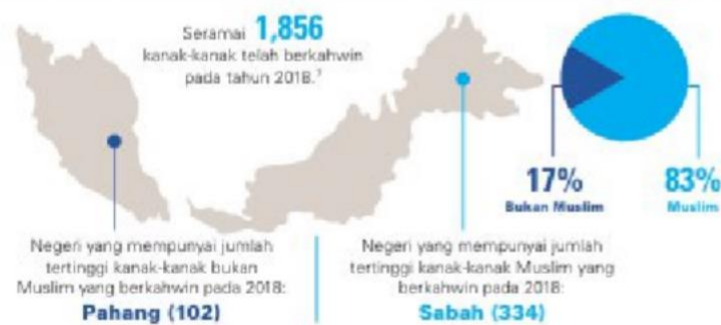 Seramai 1,856
kanak-kanak telah berkahwin
pada tahun 2018.³
17%
Bukan Muslim
83%
Muslim
Negeri yang mempunyai jumlah
tertinggi kanak-kanak bukan
Muslim yang berkahwin pada 2018:
Pahang (102)
Negeri yang mempunyai jumlah
tertinggi kanak-kanak Muslim yang
berkahwin pada 2018:
Sabah (334)